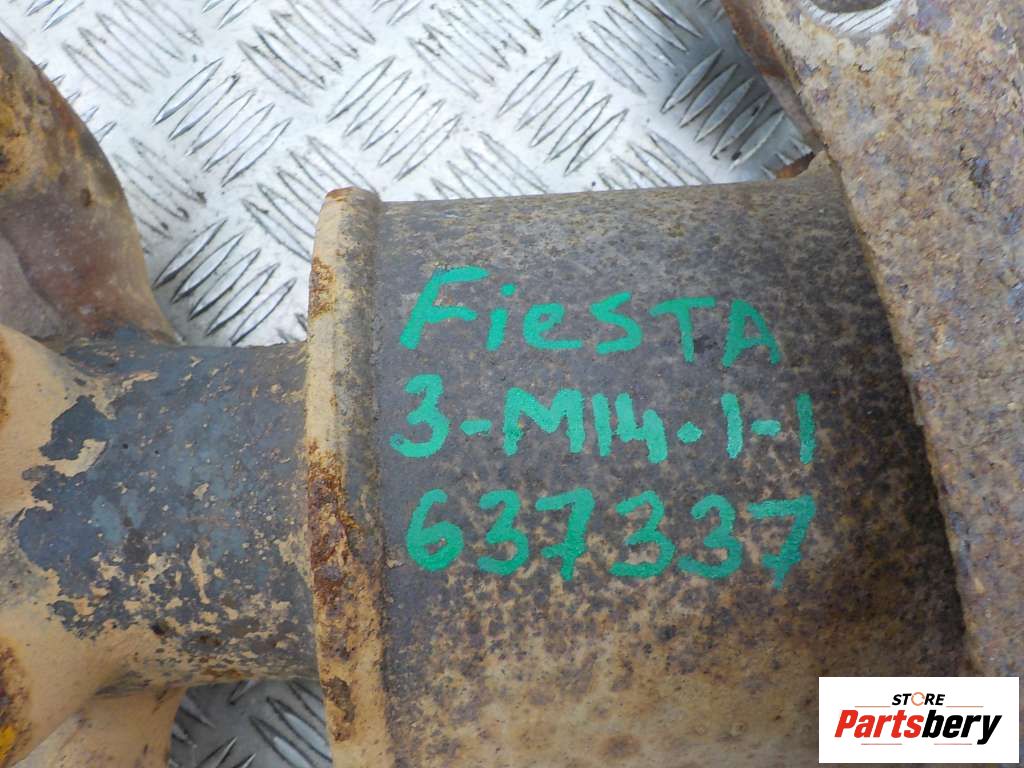 FiesTA
3-M14.1-1
637337
STORE
Partsbery